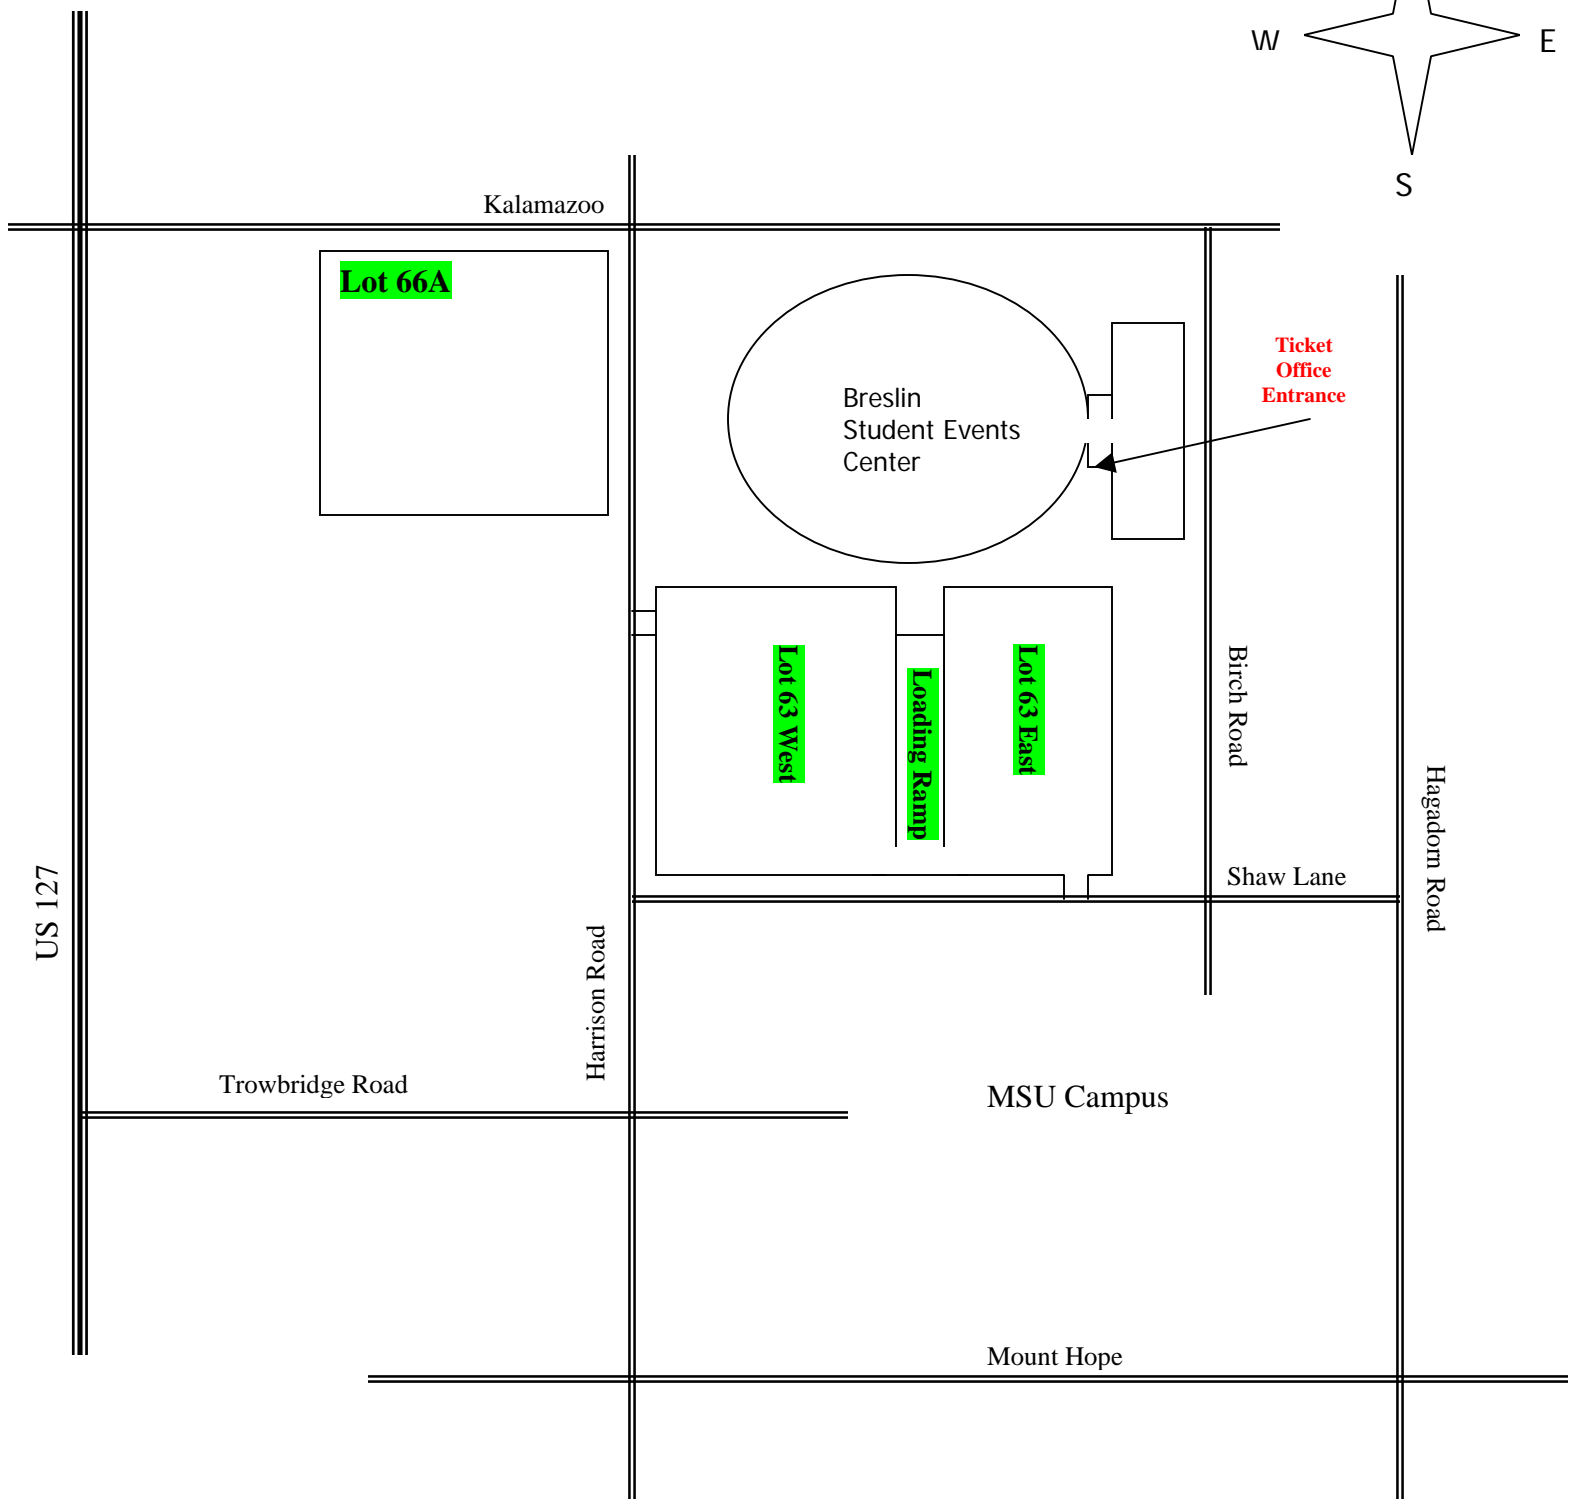 W
E
S
Kalamazoo
Lot 66A
Ticket
Office
Entrance
Breslin
Student Events
Center
Lot 63 West
Loading Ramp
Lot 63 East
Birch Road
Hagadorn Road
Shaw Lane
US 127
Harrison Road
Trowbridge Road
MSU Campus
Mount Hope